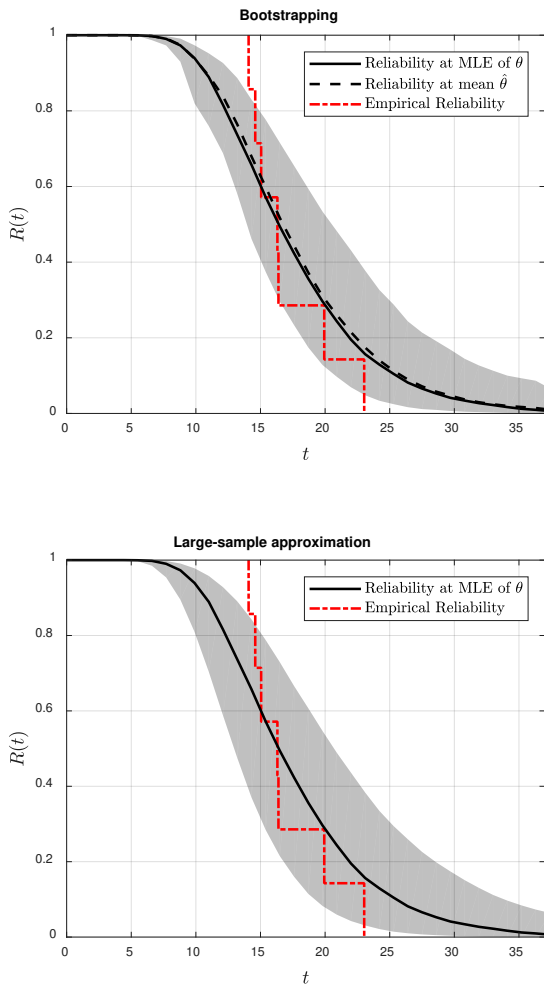 Bootstrapping
Reliability at MLE of θ
Reliability at mean θ̂
Empirical Reliability
1
0.8
0.6
0.4
0.2
0
R(t)
0 5 10 15 20 25 30 35
t
Large-sample approximation
Reliability at MLE of θ
Empirical Reliability
1
0.8
0.6
0.4
0.2
0
R(t)
0 5 10 15 20 25 30 35
t